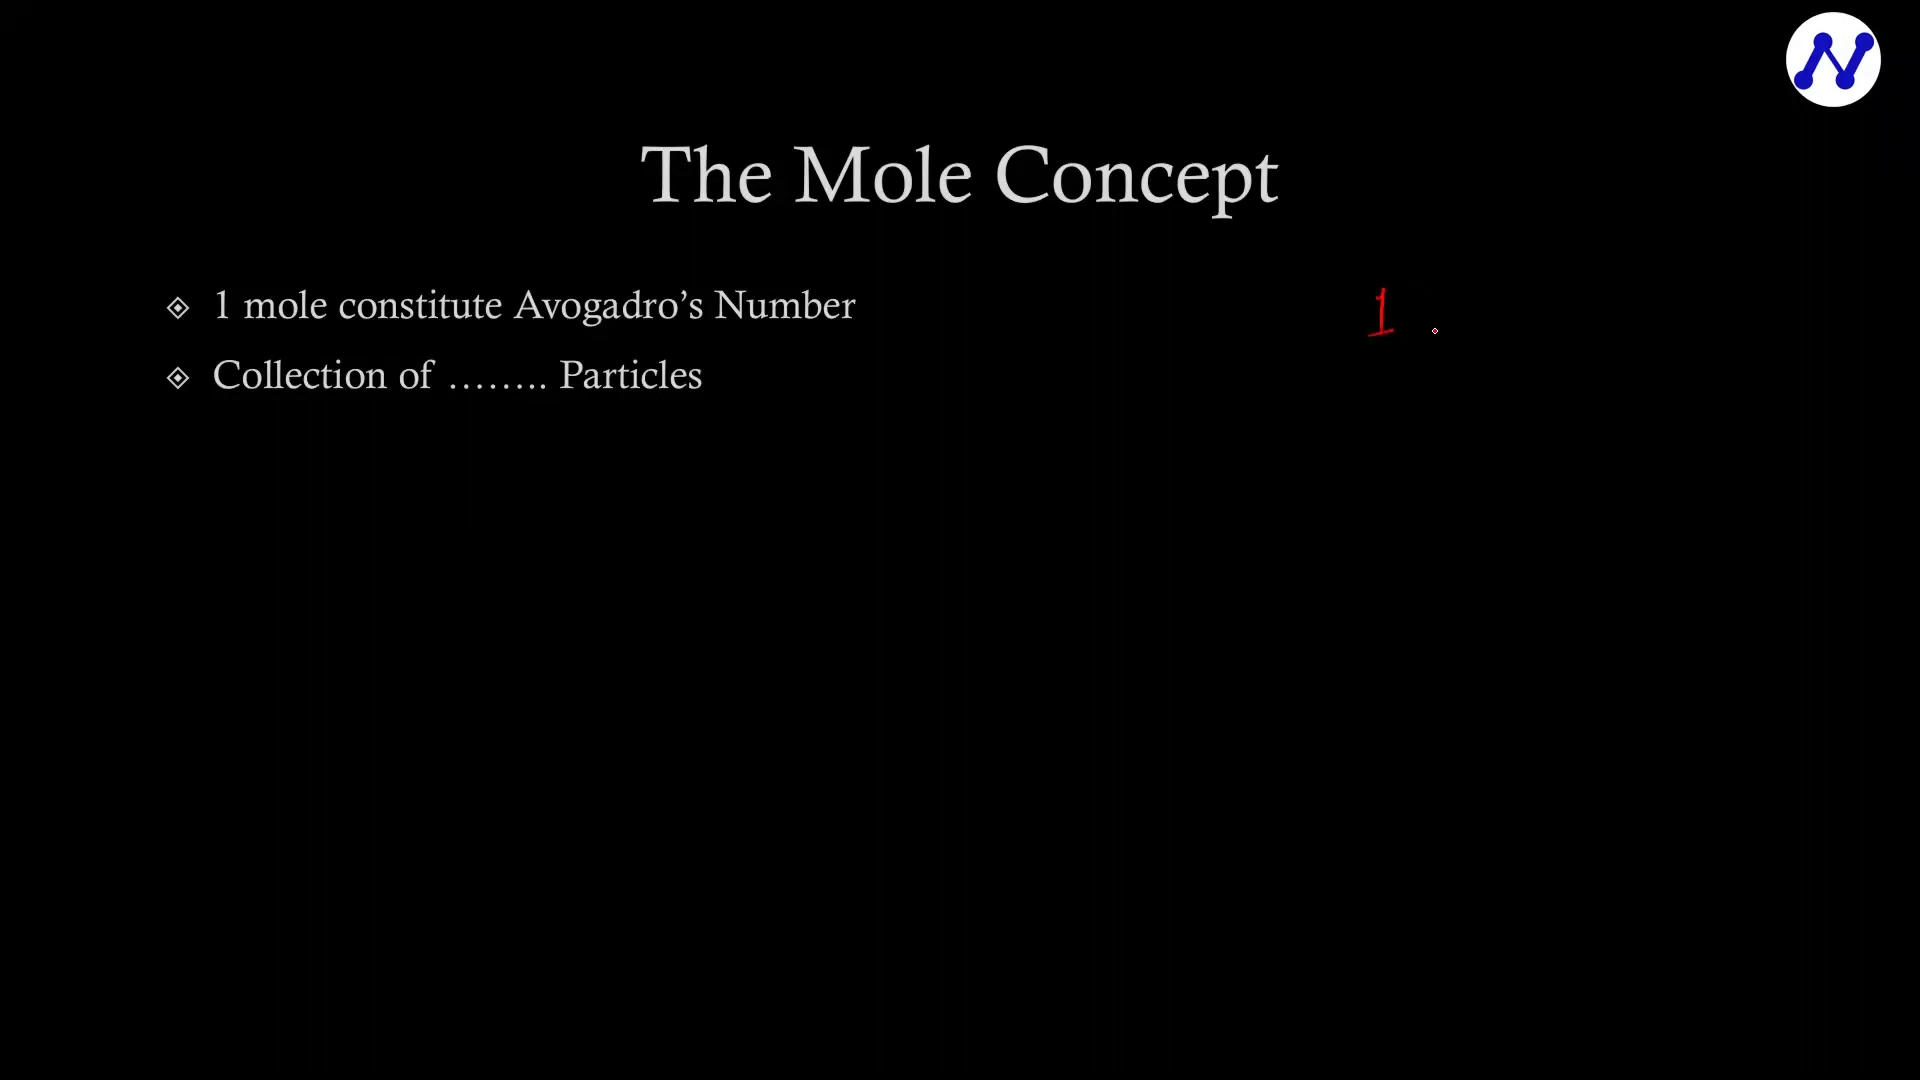 The Mole Concept
1 mole constitute Avogadro’s Number
1
Collection of …….. Particles